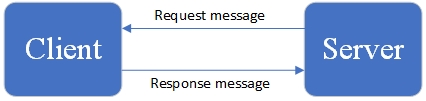 Request message
Client
Server
Response message